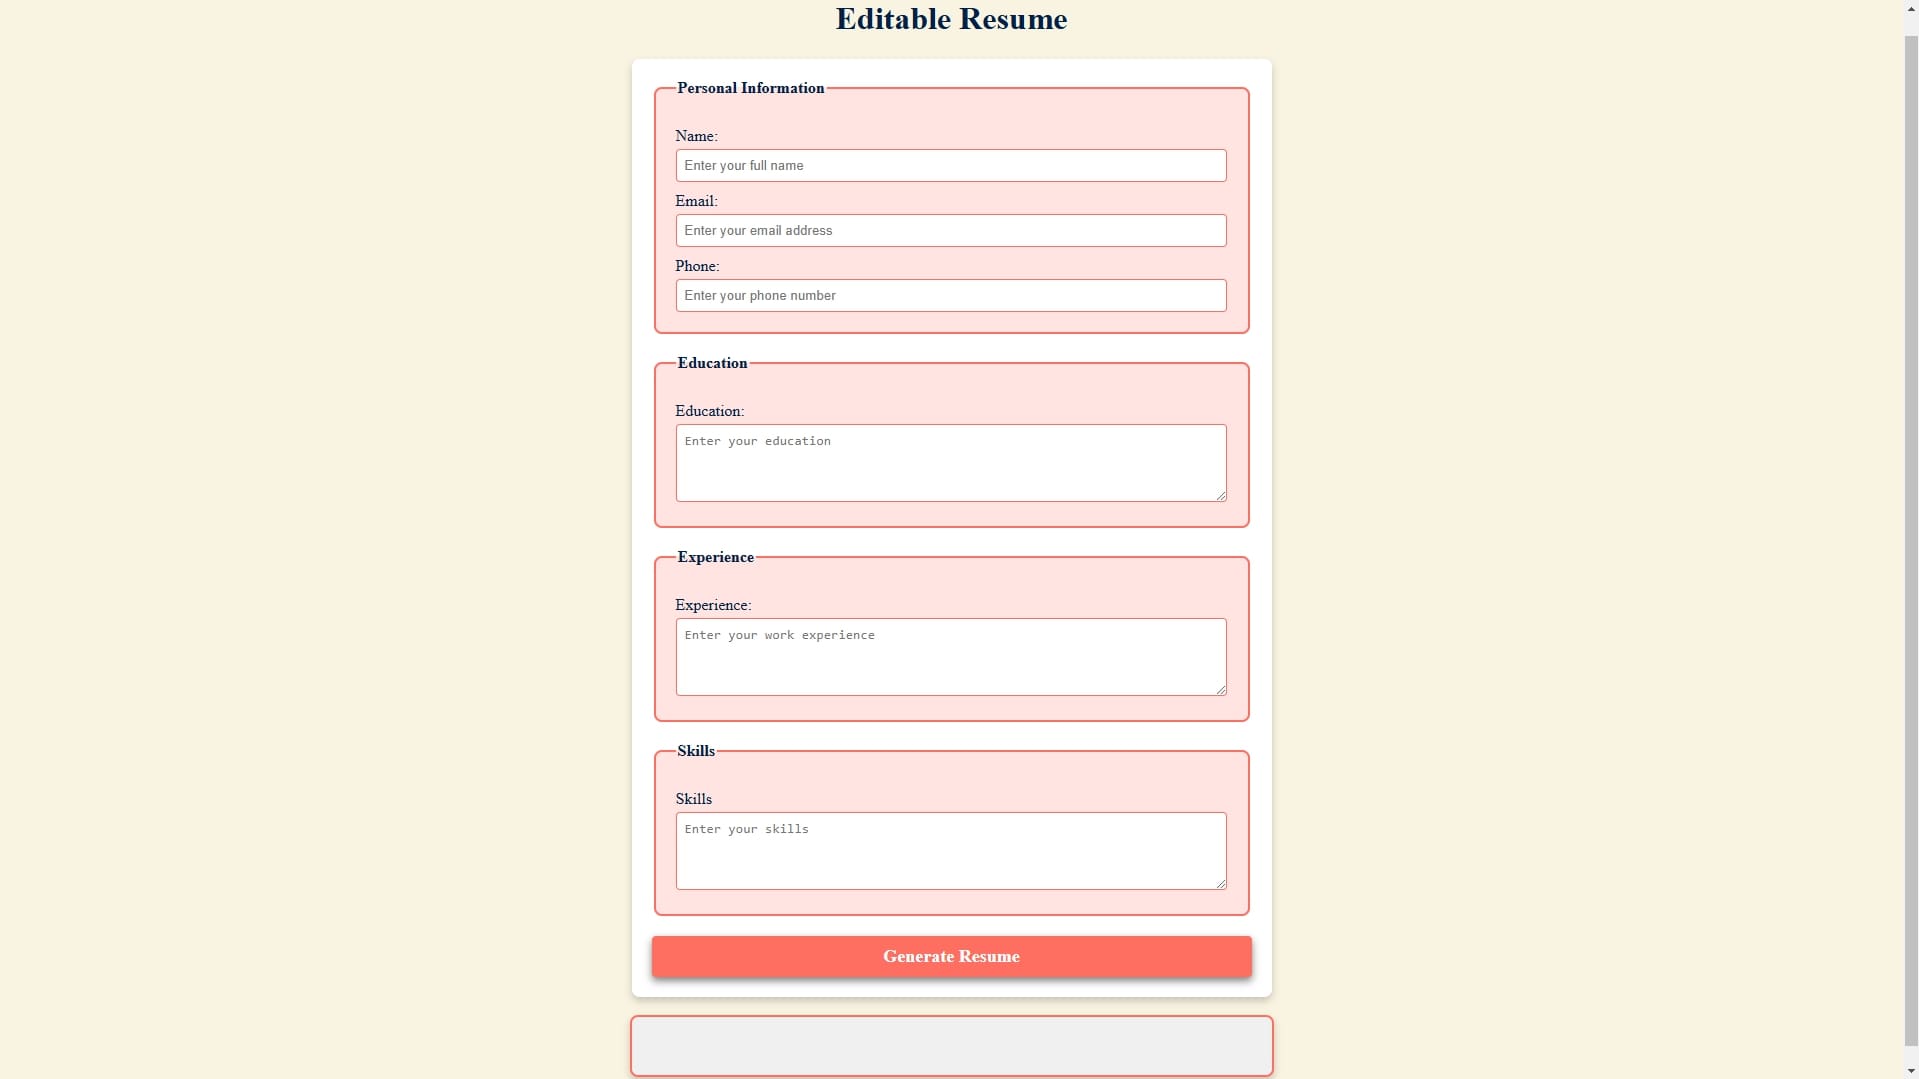 Editable Resume
Personal Information
Name:
Enter your full name
Email:
Enter your email address
Phone:
Enter your phone number
Education
Education:
Enter your education
Experience
Experience:
Enter your work experience
Skills
Skills
Enter your skills
Generate Resume